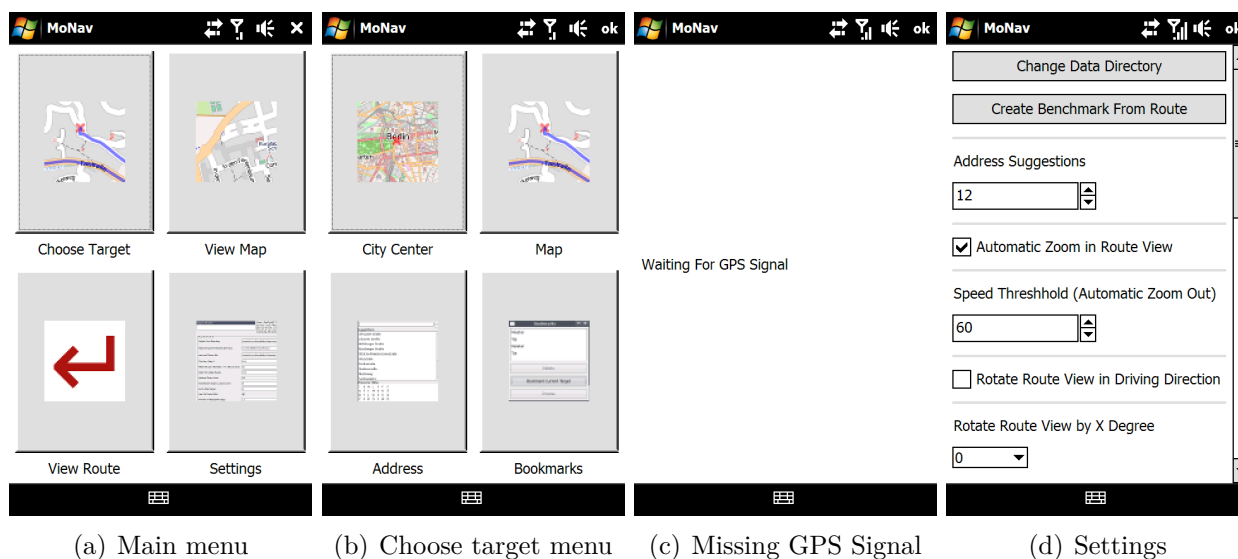 MoNav
Choose Target
View Map
View Route
Settings
(a) Main menu
MoNav
ok
Berlin
City Center
Map
Address
Bookmarks
(b) Choose target menu
MoNav
ok
Waiting For GPS Signal
(c) Missing GPS Signal
MoNav
ok
Change Data Directory
Create Benchmark From Route
Address Suggestions
12
Automatic Zoom in Route View
Speed Threshhold (Automatic Zoom Out)
60
Rotate Route View in Driving Direction
Rotate Route View by X Degree
0
(d) Settings